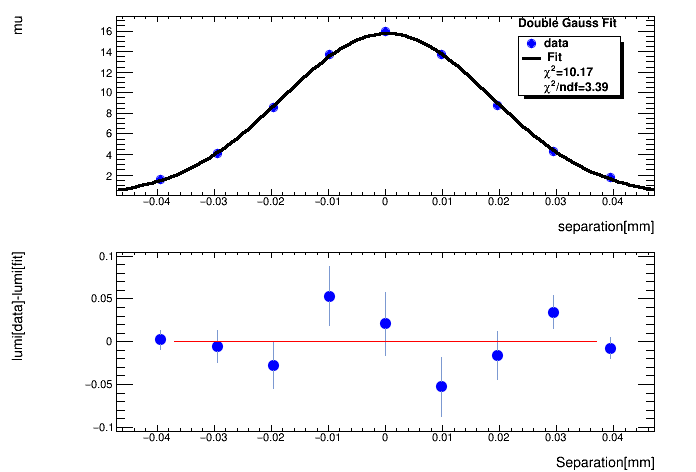 mu
Double Gauss Fit
data
Fit
χ²=10.17
χ²/ndf=3.39
16
14
12
10
8
6
4
2
−0.04 −0.03 −0.02 −0.01 0 0.01 0.02 0.03 0.04
separation[mm]
lumi[data]-lumi[fit]
0.1
0.05
0
−0.05
−0.1
−0.04 −0.03 −0.02 −0.01 0 0.01 0.02 0.03 0.04
Separation[mm]